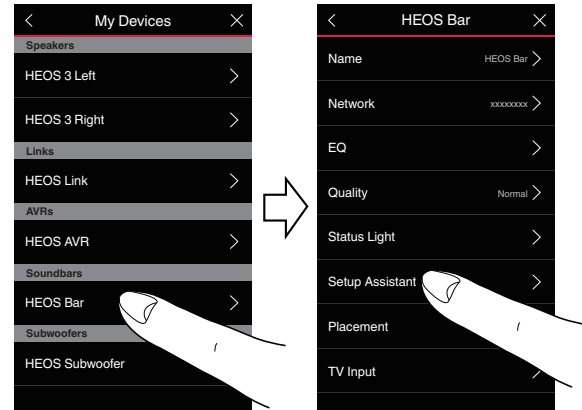 My Devices
Speakers
HEOS 3 Left
HEOS 3 Right
Links
HEOS Link
AVRs
HEOS AVR
Soundbars
HEOS Bar
Subwoofers
HEOS Subwoofer
HEOS Bar
Name HEOS Bar
Network xxxxxxxx
EQ
Quality Normal
Status Light
Setup Assistant
Placement
TV Input